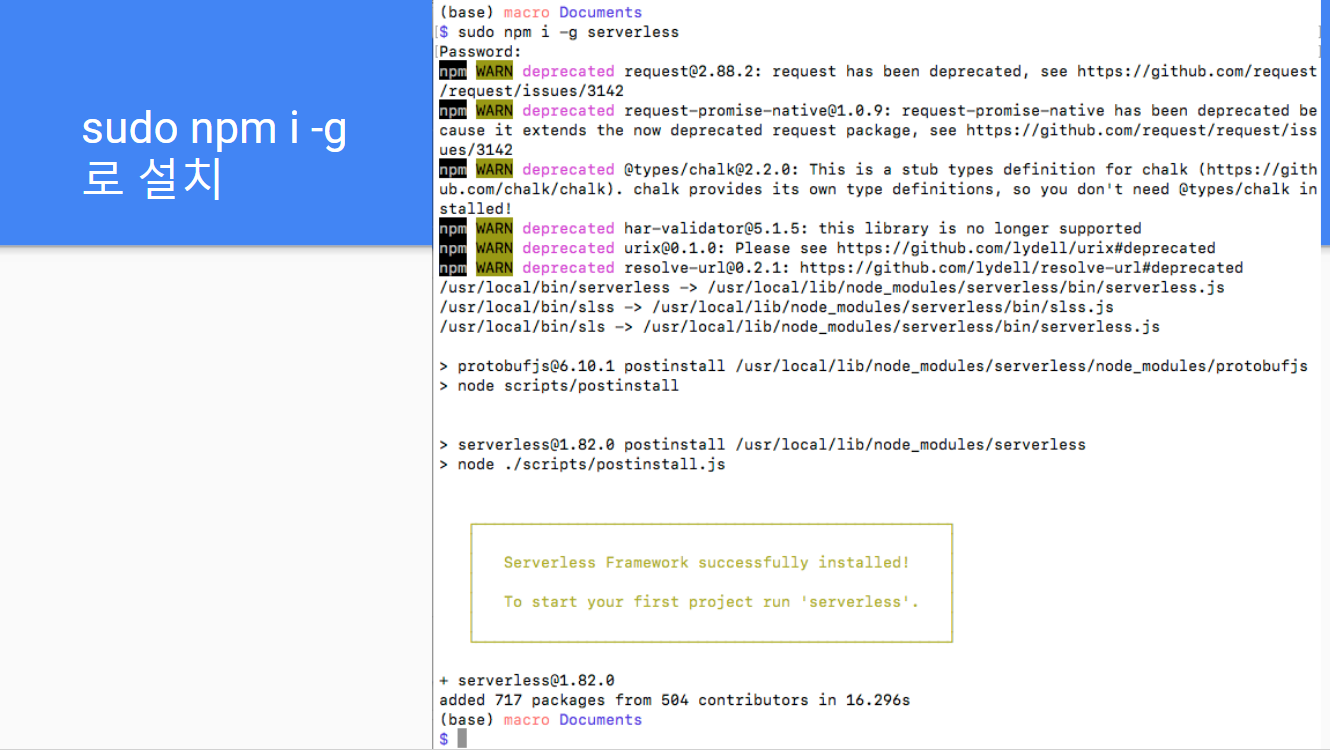 sudo npm i -g
로 설치
(base) macro Documents
$ sudo npm i -g serverless
Password:
npm WARN deprecated request@2.88.2: request has been deprecated, see https://github.com/request
/request/issues/3142
npm WARN deprecated request-promise-native@1.0.9: request-promise-native has been deprecated be
cause it extends the now deprecated request package, see https://github.com/request/request/iss
ues/3142
npm WARN deprecated @types/chalk@2.2.0: This is a stub types definition for chalk (https://gith
ub.com/chalk/chalk). chalk provides its own type definitions, so you don't need @types/chalk in
stalled!
npm WARN deprecated har-validator@5.1.5: this library is no longer supported
npm WARN deprecated urix@0.1.0: Please see https://github.com/lydell/urix#deprecated
npm WARN deprecated resolve-url@0.2.1: https://github.com/lydell/resolve-url#deprecated
/usr/local/bin/serverless -> /usr/local/lib/node_modules/serverless/bin/serverless.js
/usr/local/bin/slss -> /usr/local/lib/node_modules/serverless/bin/slss.js
/usr/local/bin/sls -> /usr/local/lib/node_modules/serverless/bin/serverless.js
> protobufjs@6.10.1 postinstall /usr/local/lib/node_modules/serverless/node_modules/protobufjs
> node scripts/postinstall
> serverless@1.82.0 postinstall /usr/local/lib/node_modules/serverless
> node ./scripts/postinstall.js
Serverless Framework successfully installed!
To start your first project run 'serverless'.
+ serverless@1.82.0
added 717 packages from 504 contributors in 16.296s
(base) macro Documents
$